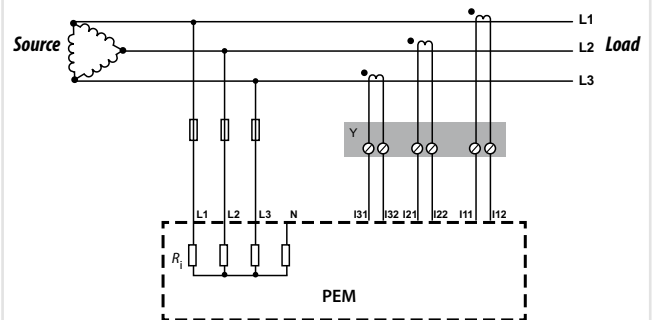 L1
Source L2 Load
L3
Y
L1 L2 L3 N I31 I32 I21 I22 I11 I12
Ri
PEM